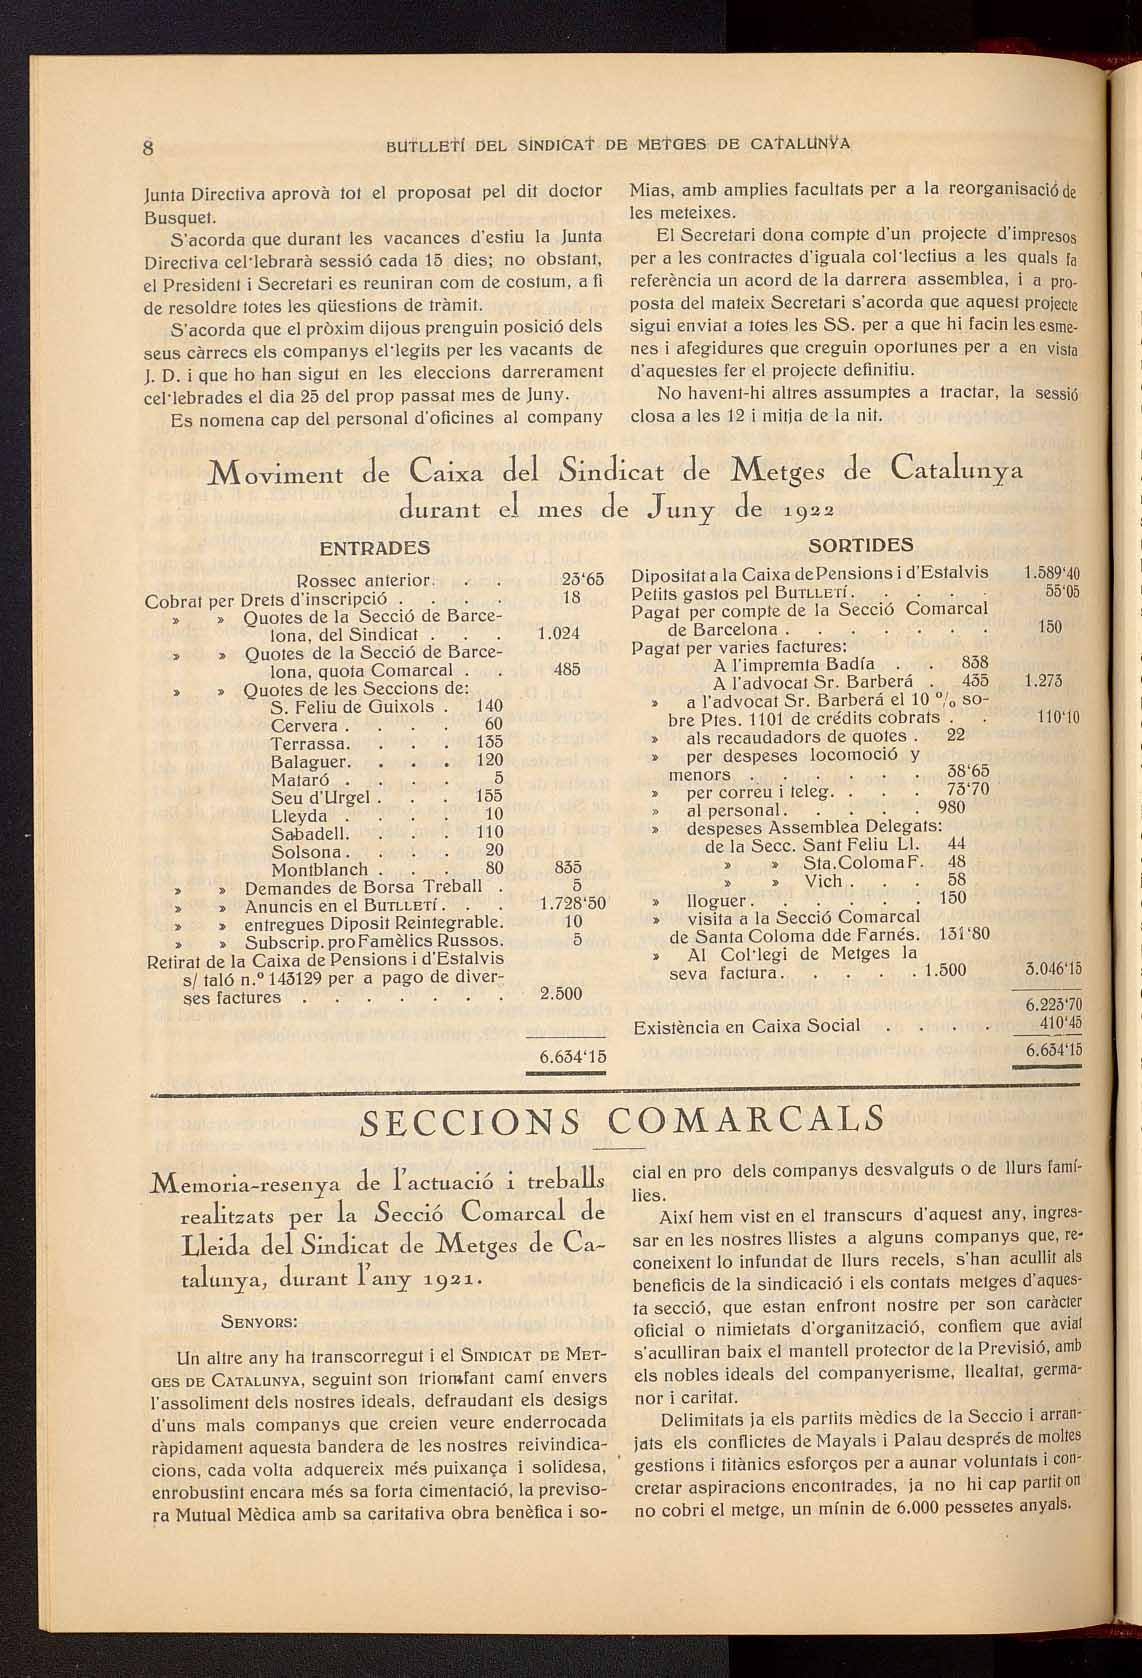 8
BUTLLETÍ DEL SINDICAT DE METGES DE CATALUNYA
Junta Directiva aprovà tot el proposat pel dit doctor
Busquet.
S'acorda que durant les vacances d'estiu la Junta
Directiva cel'lebrarà sessió cada 15 dies; no obstant,
el President i Secretari es reuniran com de costum, a fi
de resoldre totes les qüestions de tràmit.
S'acorda que el pròxim dijous prenguin posició dels
seus càrrecs els companys el'legits per les vacants de
J. D. i que ho han sigut en les eleccions darrerament
cel'lebrades el dia 25 del prop passat mes de Juny.
Es nomena cap del personal d'oficines al company
Mias, amb amplies facultats per a la reorganisació de
les meteixes.
El Secretari dona compte d'un projecte d'impresos
per a les contractes d'iguala col'lectius a les quals fa
referència un acord de la darrera assemblea, i a pro-
posta del mateix Secretari s'acorda que aquest projecte
sigui enviat a totes les SS. per a que hi facin les esme-
nes i afegidures que creguin oportunes per a en vista
d'aquestes fer el projecte definitiu.
No havent-hi altres assumptes a tractar, la sessió
closa a les 12 i mitja de la nit.
Moviment de Caixa del Sindicat de Metges de Catalunya
durant el mes de Juny de 1922
ENTRADES
Rossec anterior. . . . 23'65
Cobrat per Drets d'inscripció . . . . 18
» » Quotes de la Secció de Barce-
lona, del Sindicat . . . 1.024
» » Quotes de la Secció de Barce-
lona, quota Comarcal . . 485
» » Quotes de les Seccions de:
S. Feliu de Guixols . 140
Cervera . . . . 60
Terrassa. . . . 135
Balaguer. . . . 120
Mataró . . . . 5
Seu d'Urgel . . . 155
Lleyda . . . . 10
Sabadell. . . . 110
Solsona . . . . 20
Montblanch . . . 80 835
» » Demandes de Borsa Treball . 5
» » Anuncis en el BUTLLETÍ . . . 1.728'50
» » entregues Diposit Reintegrable. 10
» » Subscrip. pro Famèlics Russos. 5
Retirat de la Caixa de Pensions i d'Estalvis
s/ taló n.º 143129 per a pago de diver-
ses factures . . . . . . . 2.500
6.634'15
SORTIDES
Dipositat a la Caixa de Pensions i d'Estalvis 1.589'40
Petits gastos pel BUTLLETÍ. . . . . 55'05
Pagat per compte de la Secció Comarcal
de Barcelona . . . . . . . 150
Pagat per varies factures:
A l'impremta Badía . . 838
A l'advocat Sr. Barberá . 435 1.273
» a l'advocat Sr. Barberá el 10 % so-
bre Ptes. 1101 de crédits cobrats . . 110'10
» als recaudadors de quotes . 22
» per despeses locomoció y
menors . . . . . . 38'65
» per correu i teleg. . . . 73'70
» al personal. . . . . . 980
» despeses Assemblea Delegats:
de la Secc. Sant Feliu Ll. 44
» » Sta. Coloma F. 48
» » Vich . . . 58
» lloguer. . . . . . . 150
» visita a la Secció Comarcal
de Santa Coloma dde Farnés. 131'80
» Al Col'legi de Metges la
seva factura. . . . . 1.500 3.046'15
6.223'70
Existència en Caixa Social . . . . 410'45
6.634'15
SECCIONS COMARCALS
Memoria-resenya de l'actuació i treballs
realitzats per la Secció Comarcal de
Lleida del Sindicat de Metges de Ca-
talunya, durant l'any 1921.
SENYORS:
Un altre any ha transcorregut i el SINDICAT DE MET-
GES DE CATALUNYA, seguint son triomfant camí envers
l'assoliment dels nostres ideals, defraudant els desigs
d'uns mals companys que creien veure enderrocada
ràpidament aquesta bandera de les nostres reivindica-
cions, cada volta adquereix més puixança i solidesa,
enrobustint encara més sa forta cimentació, la previso-
ra Mutual Mèdica amb sa caritativa obra benèfica i so-
cial en pro dels companys desvalguts o de llurs famí-
lies.
Així hem vist en el transcurs d'aquest any, ingres-
sar en les nostres llistes a alguns companys que, re-
coneixent lo infundat de llurs recels, s'han acullit als
beneficis de la sindicació i els contats metges d'aques-
ta secció, que estan enfront nostre per son caràcter
oficial o nimietats d'organització, confiem que aviat
s'aculliran baix el mantell protector de la Previsió, amb
els nobles ideals del companyerisme, llealtat, germa-
nor i caritat.
Delimitats ja els partits mèdics de la Seccio i arran-
jats els conflictes de Mayals i Palau després de moltes
gestions i titànics esforços per a aunar voluntats i con-
cretar aspiracions encontrades, ja no hi cap partit on
no cobri el metge, un mínin de 6.000 pessetes anyals.